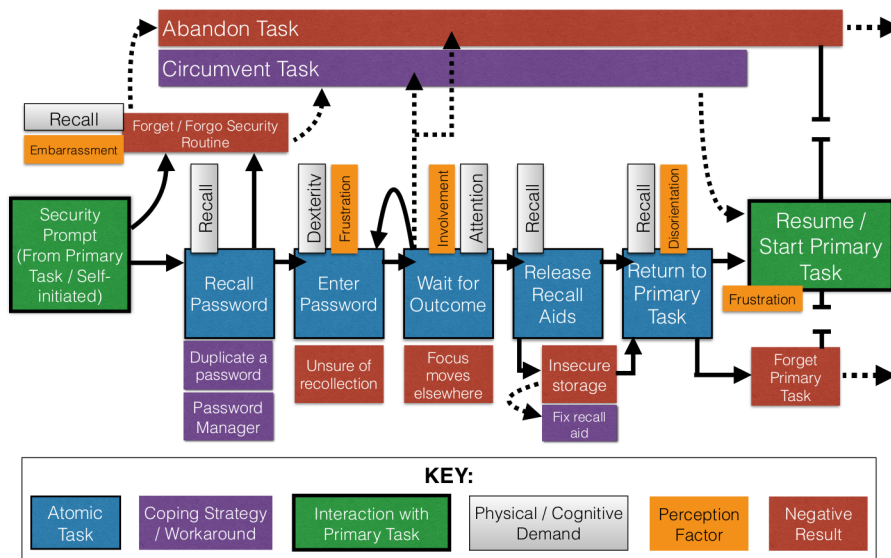 Abandon Task
Circumvent Task
Recall
Embarrassment
Forget / Forgo Security
Routine
Recall
Dexterity
Frustration
Involvement
Attention
Recall
Recall
Disorientation
Security
Prompt
(From Primary
Task / Self-
initiated)
Recall
Password
Enter
Password
Wait for
Outcome
Release
Recall
Aids
Return to
Primary
Task
Resume /
Start Primary
Task
Frustration
Duplicate a
password
Password
Manager
Unsure of
recollection
Focus
moves
elsewhere
Insecure
storage
Fix recall
aid
Forget
Primary
Task
KEY:
Atomic
Task
Coping Strategy
/ Workaround
Interaction with
Primary Task
Physical / Cognitive
Demand
Perception
Factor
Negative
Result